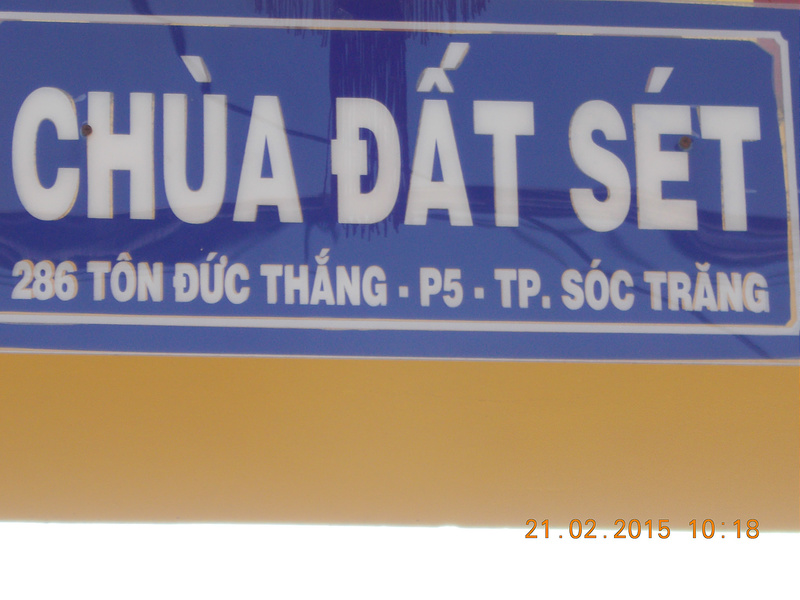 CHÙA ĐẤT SÉT
286 TÔN ĐỨC THẮNG - P5 - TP. SÓC TRĂNG
21.02.2015 10:18